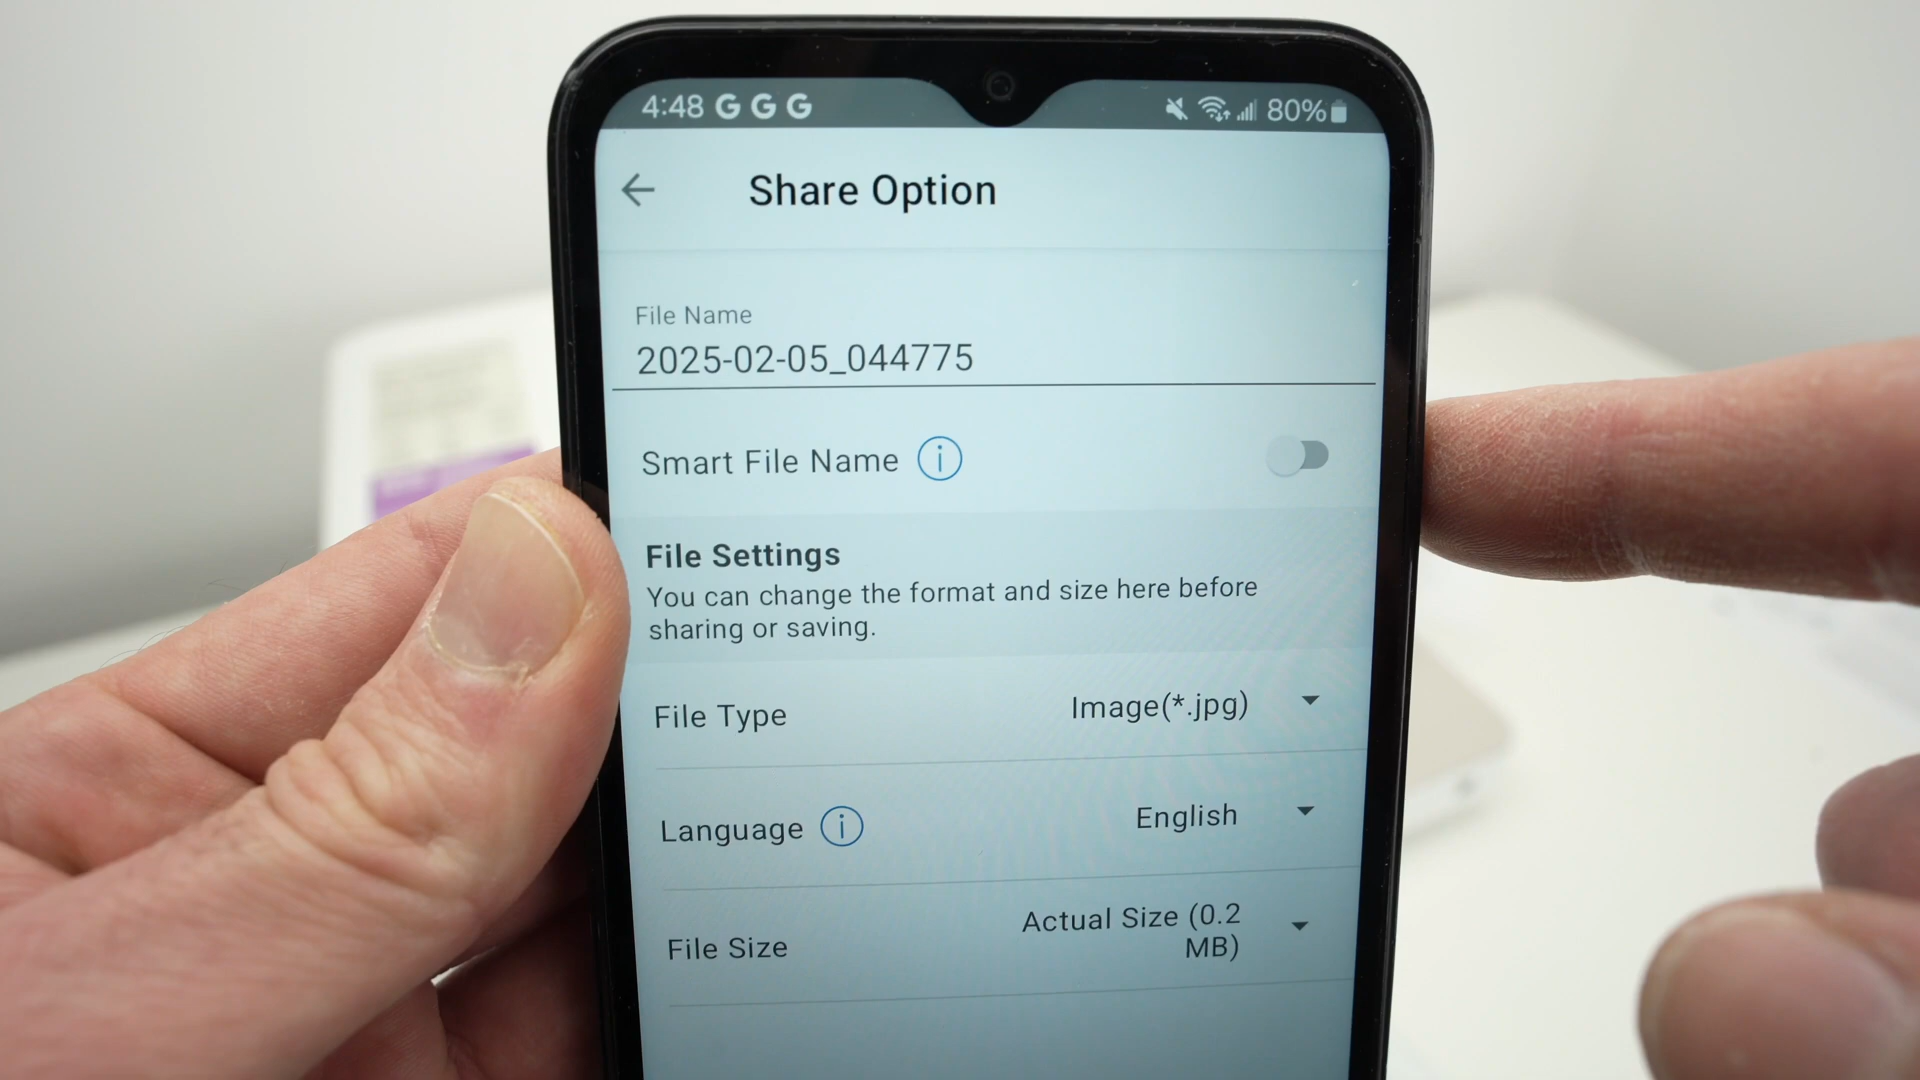 4:48 G G G 80%
Share Option
File Name
2025-02-05_044775
Smart File Name i
File Settings
You can change the format and size here before
sharing or saving.
File Type Image(*.jpg)
Language i English
File Size Actual Size (0.2
MB)